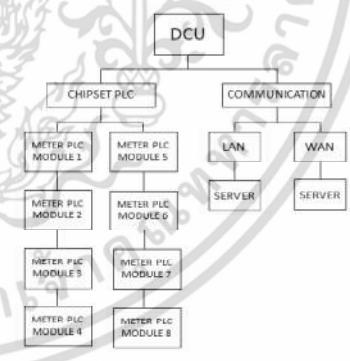 DCU
CHIPSET PLC
COMMUNICATION
METER PLC
MODULE 1
METER PLC
MODULE 5
LAN
WAN
METER PLC
MODULE 2
METER PLC
MODULE 6
SERVER
SERVER
METER PLC
MODULE 3
METER PLC
MODULE 7
METER PLC
MODULE 4
METER PLC
MODULE 8